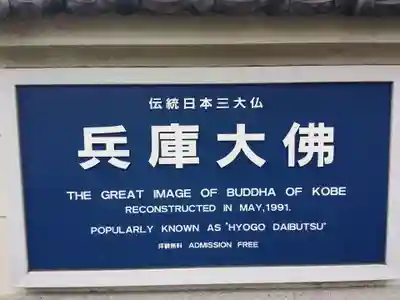 伝統日本三大仏
兵庫大佛
THE GREAT IMAGE OF BUDDHA OF KOBE
RECONSTRUCTED IN MAY,1991.
POPULARLY KNOWN AS "HYOGO DAIBUTSU"
拝観無料 ADMISSION FREE